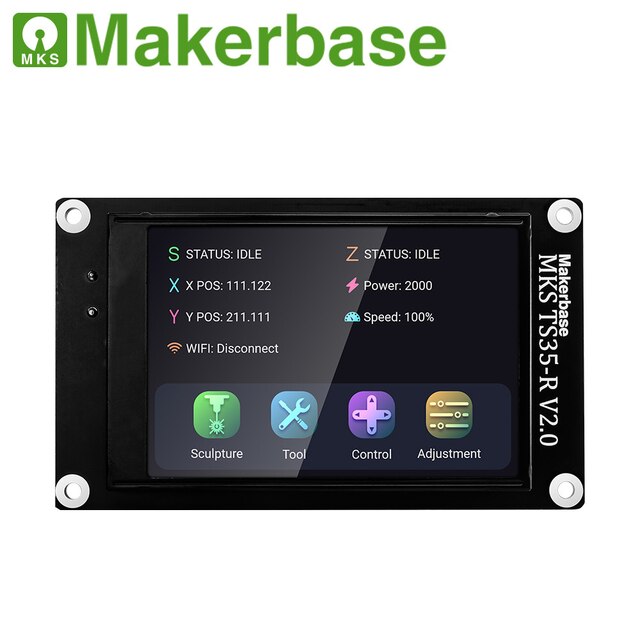 MKS
Makerbase
S STATUS: IDLE
Z STATUS: IDLE
X X POS: 111.122
Power: 2000
Y Y POS: 211.111
Speed: 100%
WIFI: Disconnect
Sculpture
Tool
Control
Adjustment
Makerbase
MKS TS35-R V2.0